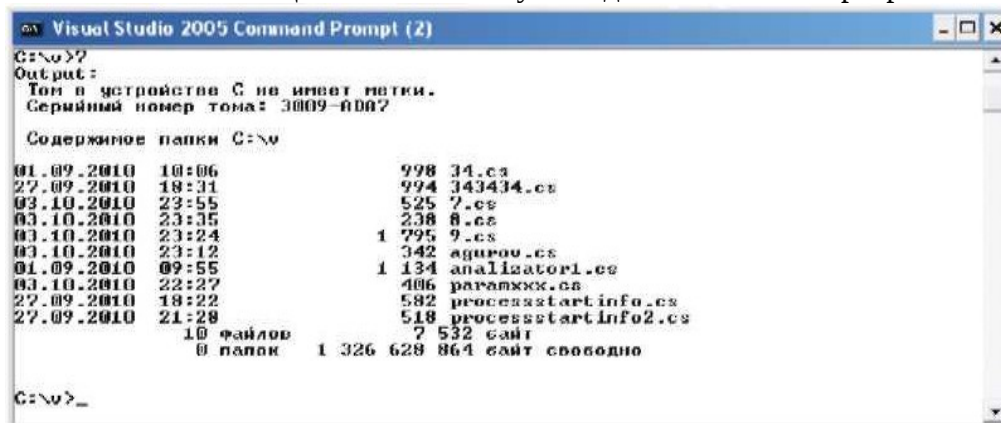 Visual Studio 2005 Command Prompt (2)
C:\v>7
Output:
Том в устройстве C не имеет метки.
Серийный номер тома: 3009-ADA7
Содержимое папки C:\v
01.09.2010 10:06 998 34.cs
27.09.2010 18:31 994 343434.cs
03.10.2010 23:55 525 7.cs
03.10.2010 23:35 238 8.cs
03.10.2010 23:24 1 795 9.cs
03.10.2010 23:12 342 agurov.cs
01.09.2010 09:55 1 134 analizator1.cs
03.10.2010 22:27 406 paramxxx.cs
27.09.2010 18:22 582 processstartinfo.cs
27.09.2010 21:28 518 processstartinfo2.cs
10 файлов 7 532 байт
0 папок 1 326 628 864 байт свободно
C:\v>_